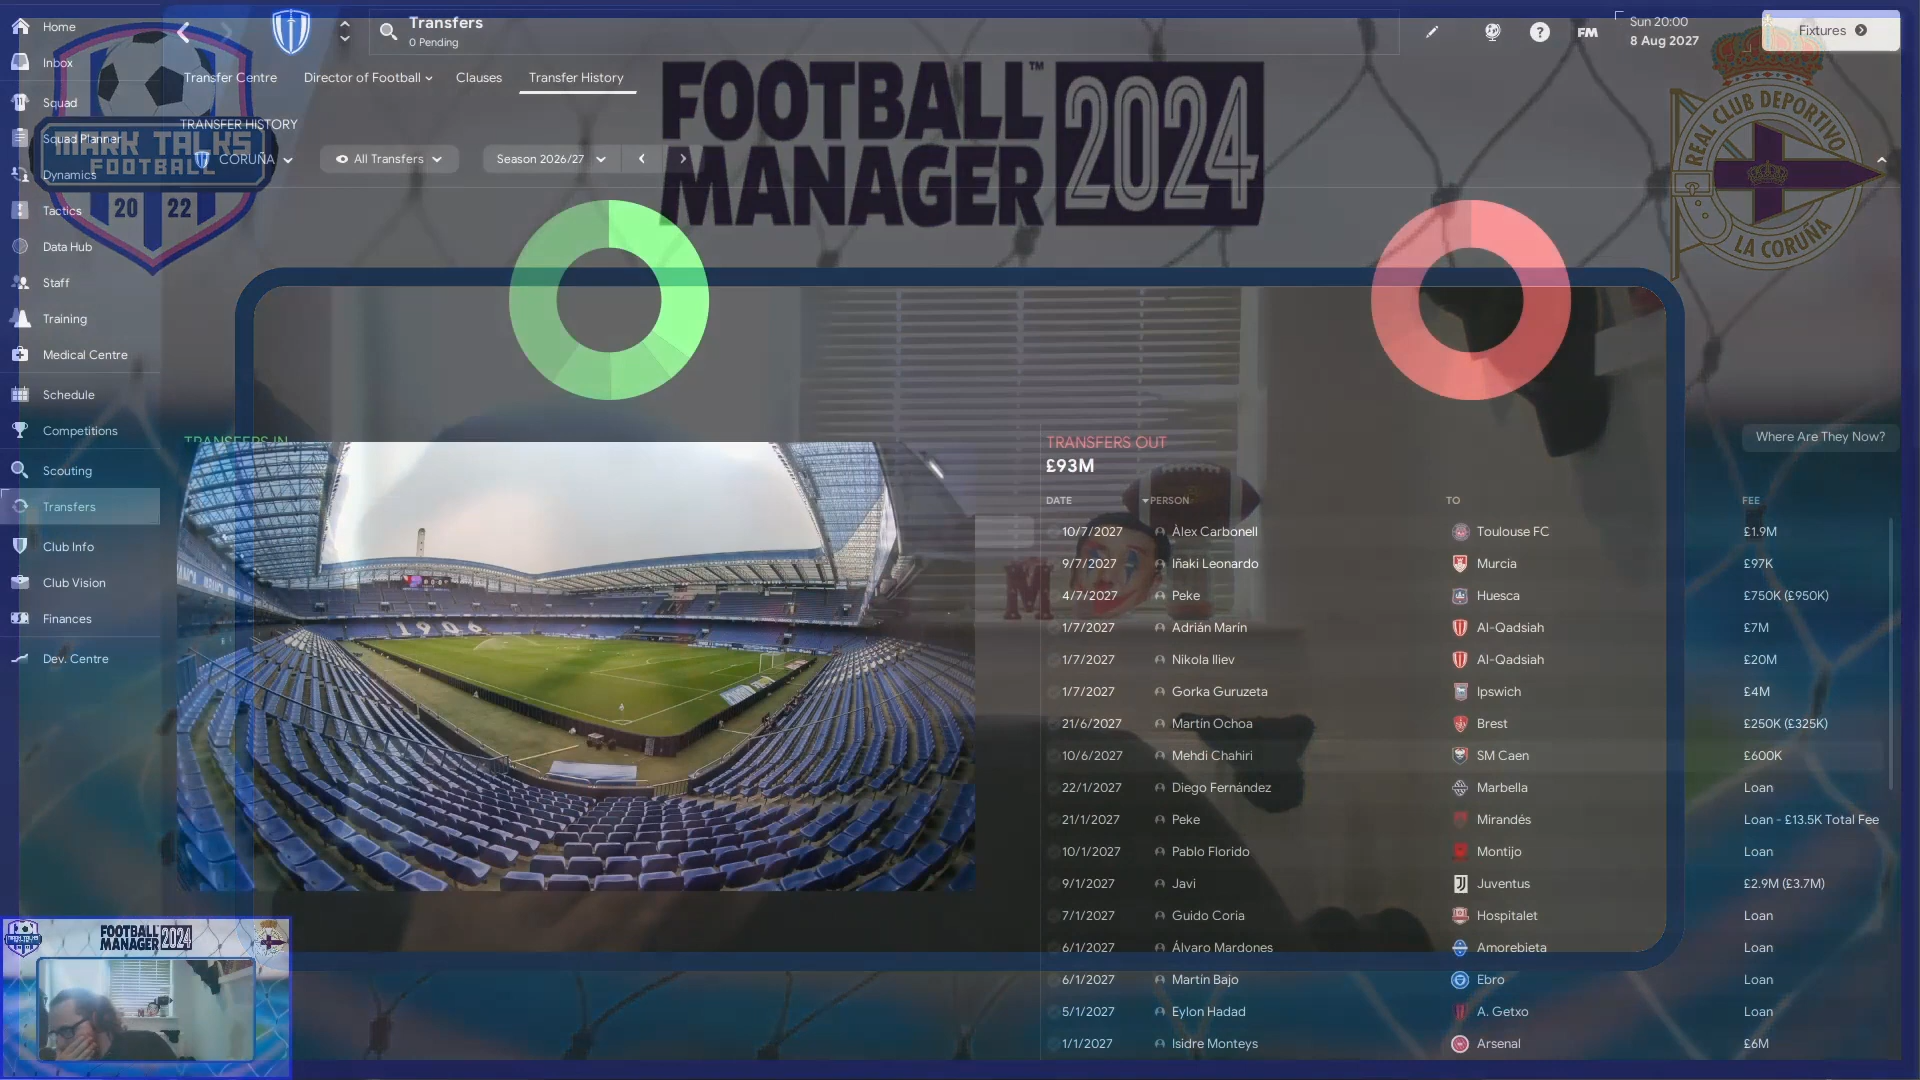 Home
Inbox
Squad
Squad Planner
Dynamics
Tactics
Data Hub
Staff
Training
Medical Centre
Schedule
Competitions
Scouting
Transfers
Club Info
Club Vision
Finances
Dev. Centre
MARK TALKS
FOOTBALL
20 22
Transfers
0 Pending
FM
Sun 20:00
8 Aug 2027
Fixtures
Transfer Centre Director of Football Clauses Transfer History
TRANSFER HISTORY
CORUÑA All Transfers Season 2026/27
FOOTBALL
MANAGER
2024
™
REAL CLUB DEPORTIVO
LA CORUÑA
TRANSFERS IN
1906
TRANSFERS OUT
£93M
Where Are They Now?
DATE PERSON TO FEE
10/7/2027 Àlex Carbonell Toulouse FC £1.9M
9/7/2027 Iñaki Leonardo Murcia £97K
4/7/2027 Peke Huesca £750K (£950K)
1/7/2027 Adrián Marín Al-Qadsiah £7M
1/7/2027 Nikola Iliev Al-Qadsiah £20M
1/7/2027 Gorka Guruzeta Ipswich £4M
21/6/2027 Martín Ochoa Brest £250K (£325K)
10/6/2027 Mehdi Chahiri SM Caen £600K
22/1/2027 Diego Fernández Marbella Loan
21/1/2027 Peke Mirandés Loan - £13.5K Total Fee
10/1/2027 Pablo Florido Montijo Loan
9/1/2027 Javi Juventus £2.9M (£3.7M)
7/1/2027 Guido Coria Hospitalet Loan
6/1/2027 Álvaro Mardones Amorebieta Loan
6/1/2027 Martín Bajo Ebro Loan
5/1/2027 Eylon Hadad A. Getxo Loan
1/1/2027 Isidre Monteys Arsenal £6M
M
FOOTBALL
MANAGER 2024